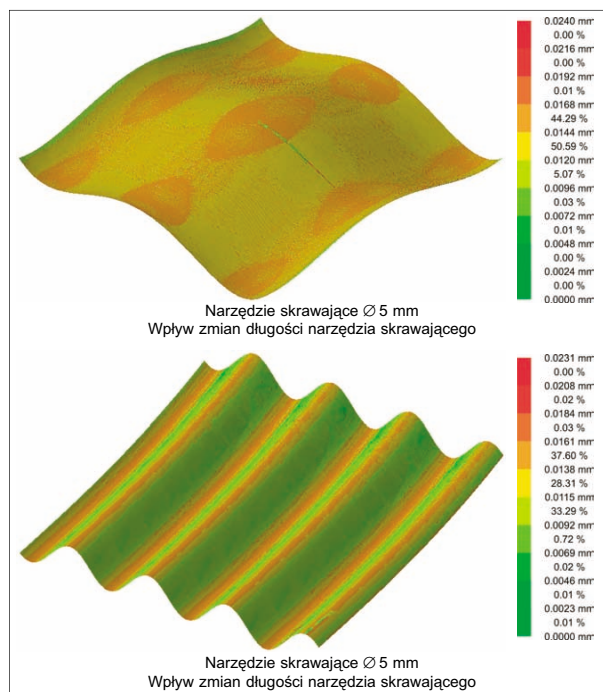 0.0240 mm
0.00 %
0.0216 mm
0.00 %
0.0192 mm
0.01 %
0.0168 mm
44.29 %
0.0144 mm
50.59 %
0.0120 mm
5.07 %
0.0096 mm
0.03 %
0.0072 mm
0.01 %
0.0048 mm
0.00 %
0.0024 mm
0.00 %
0.0000 mm
Narzędzie skrawające ∅ 5 mm
Wpływ zmian długości narzędzia skrawającego
0.0231 mm
0.00 %
0.0208 mm
0.02 %
0.0184 mm
0.03 %
0.0161 mm
37.60 %
0.0138 mm
28.31 %
0.0115 mm
33.29 %
0.0092 mm
0.72 %
0.0069 mm
0.02 %
0.0046 mm
0.01 %
0.0023 mm
0.01 %
0.0000 mm
Narzędzie skrawające ∅ 5 mm
Wpływ zmian długości narzędzia skrawającego